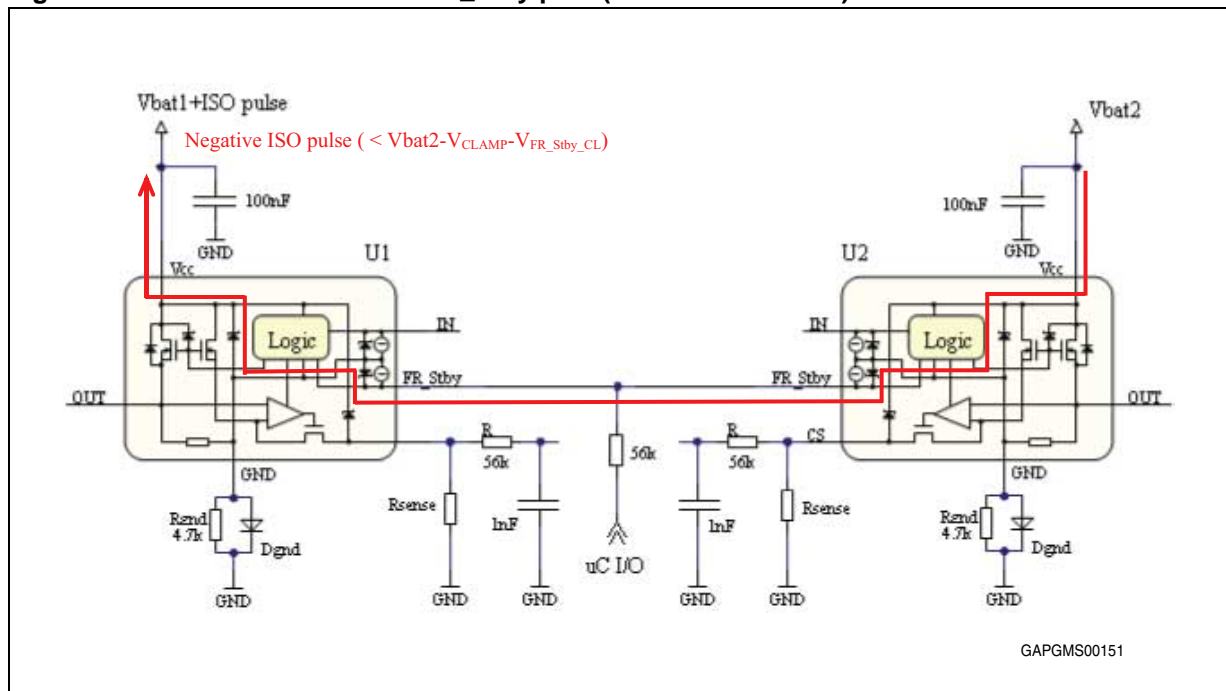 Vbat1+ISO pulse
Vbat2
Negative ISO pulse ( < Vbat2-VCLAMP-VFR_Stby_CL)
100nF
100nF
GND
GND
U1
U2
Vcc
Vcc
IN
IN
Logic
Logic
FR_Stby
FR_Stby
OUT
OUT
CS
R
56k
56k
R
56k
GND
GND
Rgnd
4.7k
Dgnd
Rsense
1nF
uC I/O
1nF
Rsense
Rgnd
4.7k
Dgnd
GND
GND
GND
GND
GND
GND
GAPGMS00151